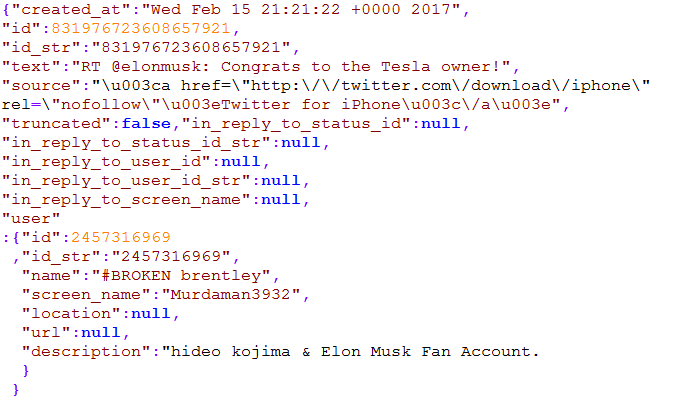 {"created_at":"Wed Feb 15 21:21:22 +0000 2017",
"id":831976723608657921,
"id_str":"831976723608657921",
"text":"RT @elonmusk: Congrats to the Tesla owner!",
"source":"\u003ca href=\"http:\/\/twitter.com\/download\/iphone\"
rel=\"nofollow\"\u003eTwitter for iPhone\u003c\/a\u003e",
"truncated":false,"in_reply_to_status_id":null,
"in_reply_to_status_id_str":null,
"in_reply_to_user_id":null,
"in_reply_to_user_id_str":null,
"in_reply_to_screen_name":null,
"user"
:{"id":2457316969
,"id_str":"2457316969",
"name":"#BROKEN brentley",
"screen_name":"Murdaman3932",
"location":null,
"url":null,
"description":"hideo kojima & Elon Musk Fan Account.
}
}